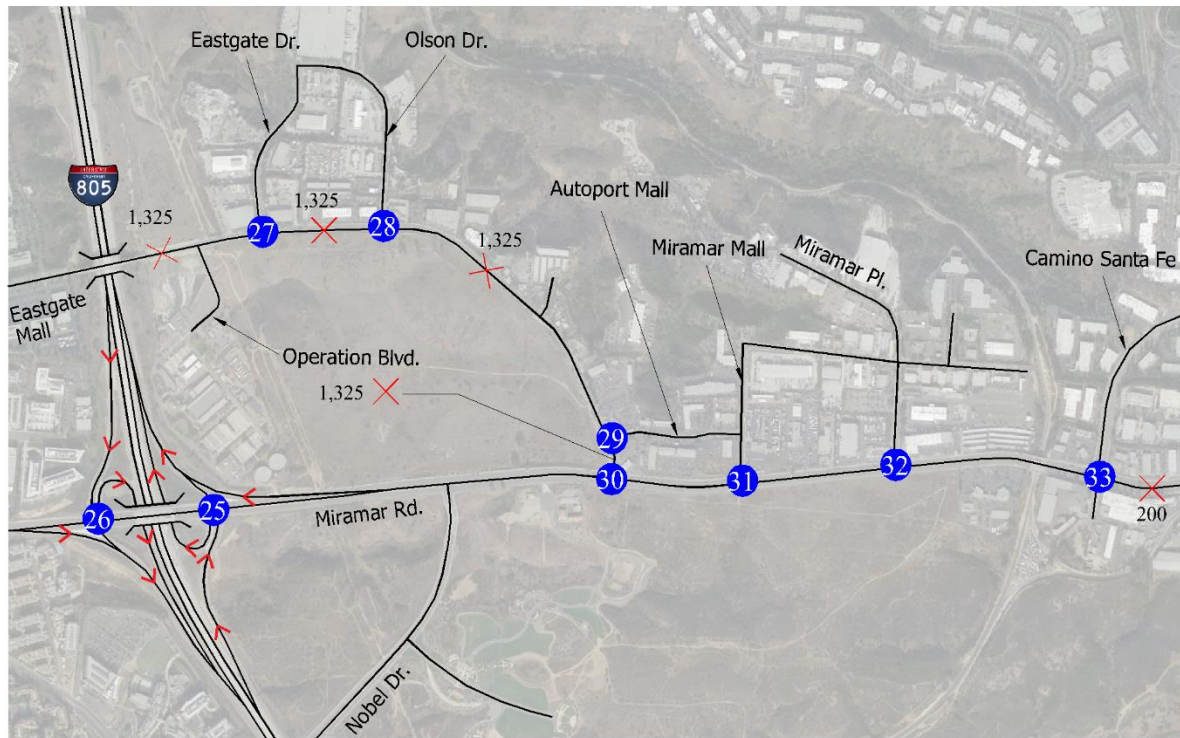 Eastgate Dr.
Olson Dr.
INTERSTATE
CALIFORNIA
805
1,325
1,325
27
28
1,325
Autoport Mall
Miramar Mall
Miramar Pl.
Camino Santa Fe
Eastgate
Mall
Operation Blvd.
1,325
29
30
31
32
33
200
26
25
Miramar Rd.
Nobel Dr.